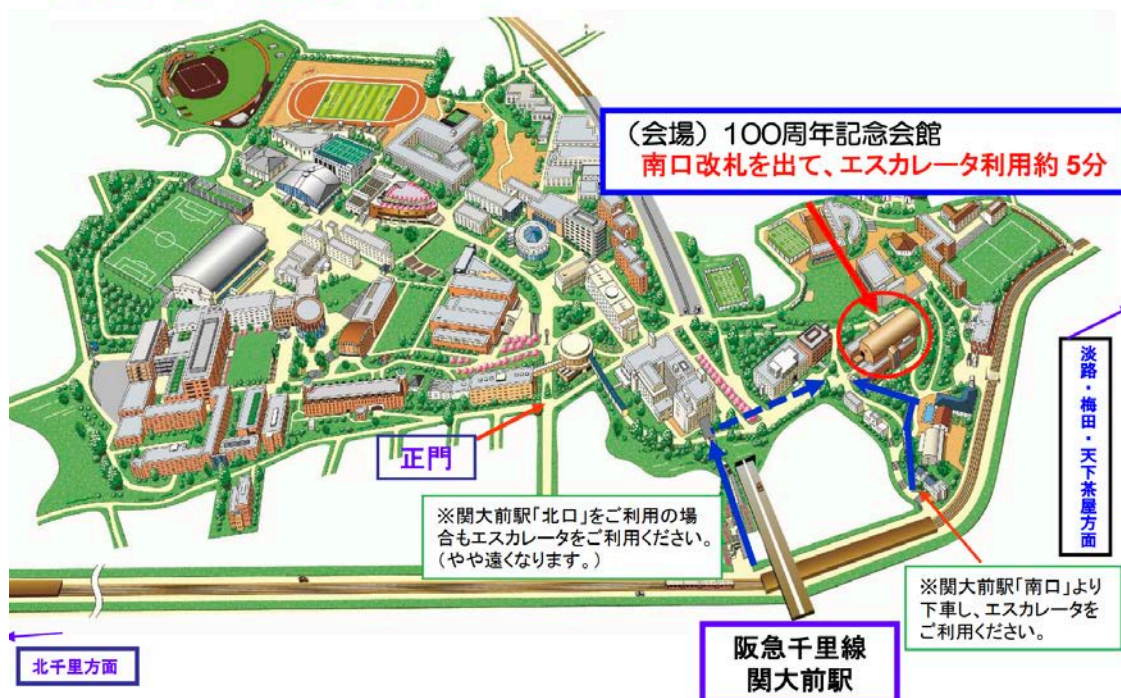 （会場）100周年記念会館
南口改札を出て、エスカレータ利用約 5分
淡路・梅田・天下茶屋方面
正門
※関大前駅「北口」をご利用の場
合もエスカレータをご利用ください。
（やや遠くなります。）
※関大前駅「南口」より
下車し、エスカレータを
ご利用ください。
阪急千里線
関大前駅
北千里方面